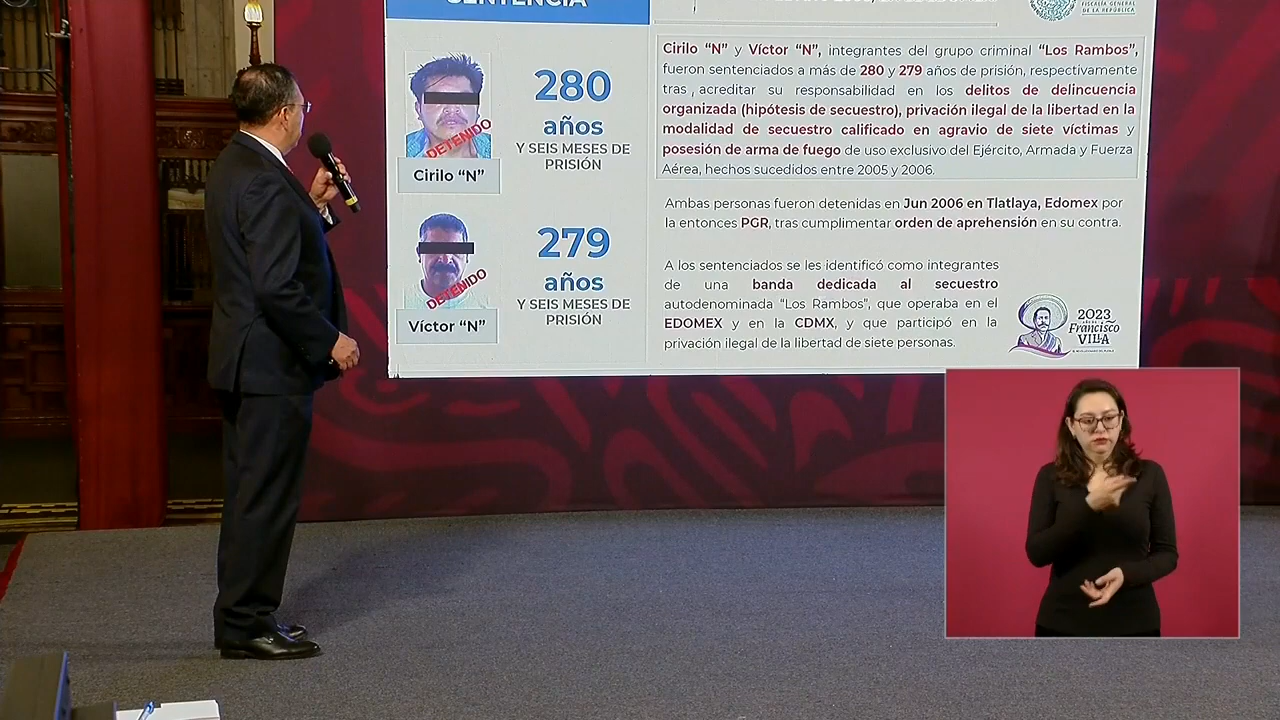 SENTENCIA
FISCALÍA GENERAL
DE LA REPÚBLICA
DETENIDO
Cirilo “N”
280
años
Y SEIS MESES DE
PRISIÓN
DETENIDO
Víctor “N”
279
años
Y SEIS MESES DE
PRISIÓN
Cirilo “N” y Víctor “N”, integrantes del grupo criminal “Los Rambos”,
fueron sentenciados a más de 280 y 279 años de prisión, respectivamente
tras , acreditar su responsabilidad en los delitos de delincuencia
organizada (hipótesis de secuestro), privación ilegal de la libertad en la
modalidad de secuestro calificado en agravio de siete víctimas y
posesión de arma de fuego de uso exclusivo del Ejército, Armada y Fuerza
Aérea, hechos sucedidos entre 2005 y 2006.
Ambas personas fueron detenidas en Jun 2006 en Tlatlaya, Edomex por
la entonces PGR, tras cumplimentar orden de aprehensión en su contra.
A los sentenciados se les identificó como integrantes
de una banda dedicada al secuestro
autodenominada “Los Rambos”, que operaba en el
EDOMEX y en la CDMX, y que participó en la
privación ilegal de la libertad de siete personas.
2023
Francisco
VILLA